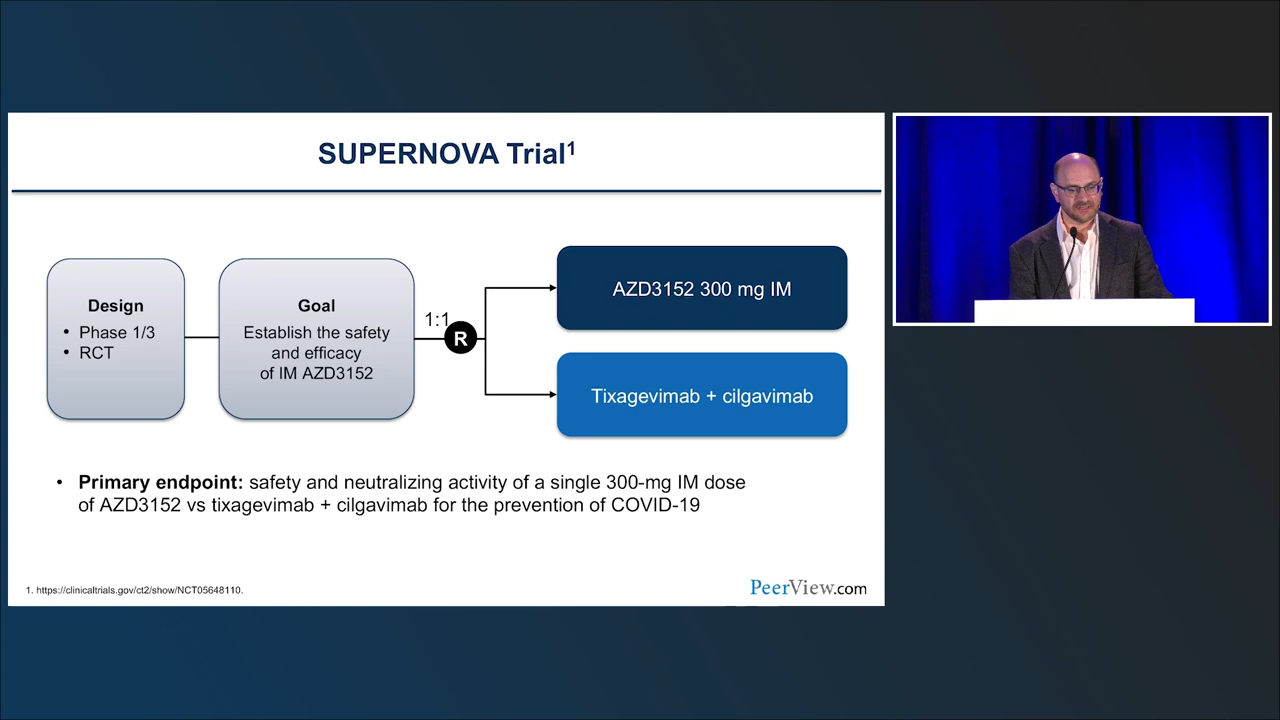 SUPERNOVA Trial¹
Design
• Phase 1/3
• RCT
Goal
Establish the safety
and efficacy
of IM AZD3152
1:1
R
AZD3152 300 mg IM
Tixagevimab + cilgavimab
• Primary endpoint: safety and neutralizing activity of a single 300-mg IM dose
of AZD3152 vs tixagevimab + cilgavimab for the prevention of COVID-19
1. https://clinicaltrials.gov/ct2/show/NCT05648110.
PeerView.com